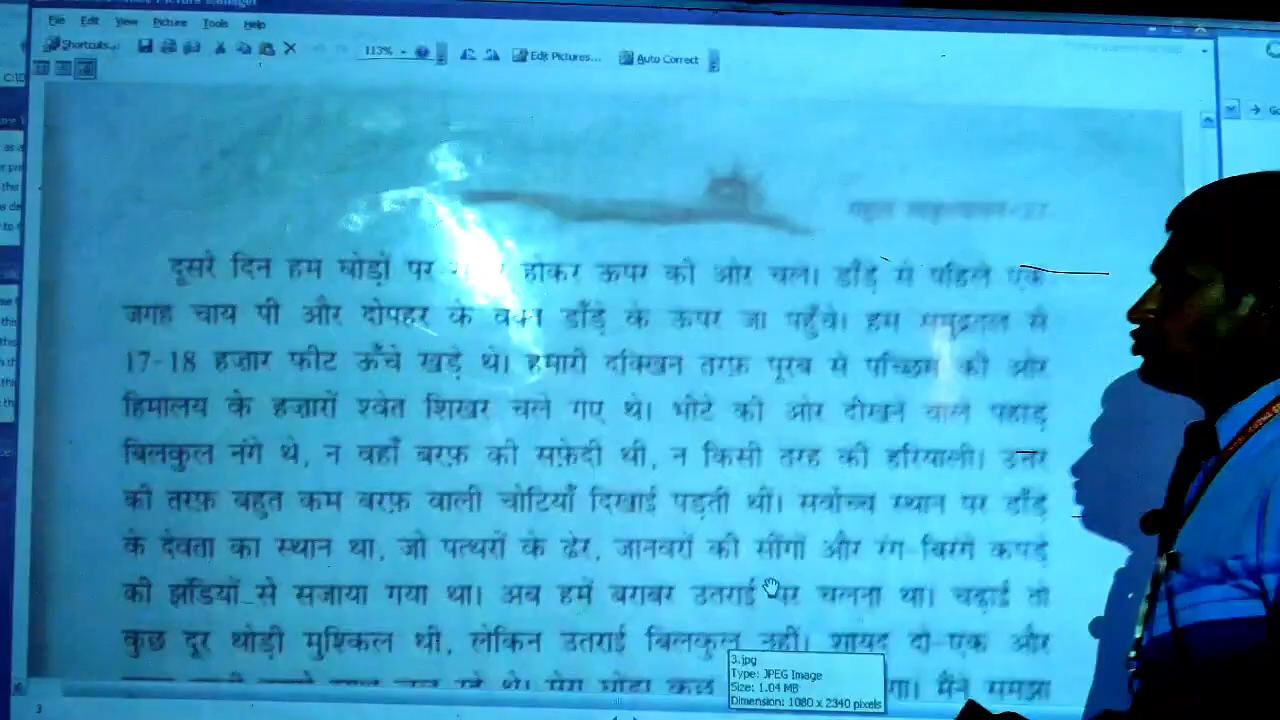 File Edit View Picture Tools Help
Shortcuts... 113% Edit Pictures... Auto Correct
दूसरे दिन हम घोड़ों पर होकर ऊपर की ओर चले। डाँड़े से पहिले एक
जगह चाय पी और दोपहर के वक्त डाँड़े के ऊपर जा पहुँचे। हम समुद्रतल से
17-18 हज़ार फीट ऊँचे खड़े थे। हमारी दक्खिन तरफ़ पूरब से पच्छिम की ओर
हिमालय के हज़ारों श्वेत शिखर चले गए थे। भीटे की ओर दीखने वाले पहाड़
बिलकुल नंगे थे, न वहाँ बरफ़ की सफ़ेदी थी, न किसी तरह की हरियाली। उत्तर
की तरफ़ बहुत कम बरफ़ वाली चोटियाँ दिखाई पड़ती थीं। सर्वोच्च स्थान पर डाँड़े
के देवता का स्थान था, जो पत्थरों के ढेर, जानवरों की सींगों और रंग-बिरंगे कपड़े
की झंडियों से सजाया गया था। अब हमें बराबर उतराई पर चलना था। चढ़ाई तो
कुछ दूर थोड़ी मुश्किल थी, लेकिन उतराई बिलकुल नहीं। शायद दो-एक और
थे। मेरा घोड़ा कुछ मैंने समझा
3.jpg
Type: JPEG Image
Size: 1.04 MB
Dimension: 1080 x 2340 pixels
3